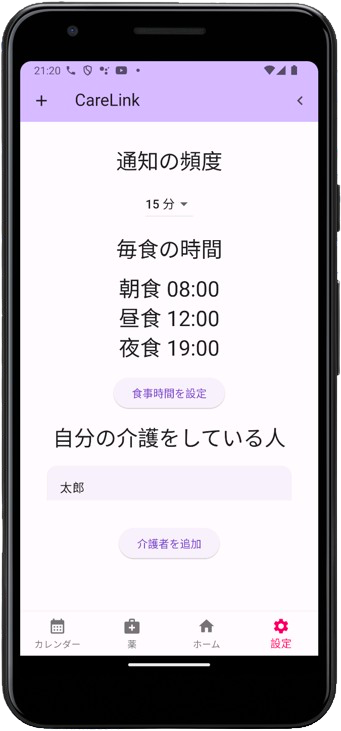 21:20
CareLink
通知の頻度
15 分
毎食の時間
朝食 08:00
昼食 12:00
夜食 19:00
食事時間を設定
自分の介護をしている人
太郎
介護者を追加
カレンダー
薬
ホーム
設定